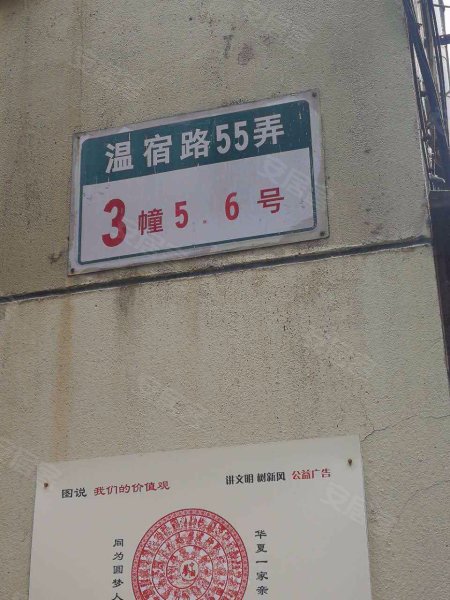 温宿路55弄
3幢5.6号
图说 我们的价值观
讲文明 树新风 公益广告
华夏一家亲
同为圆梦人